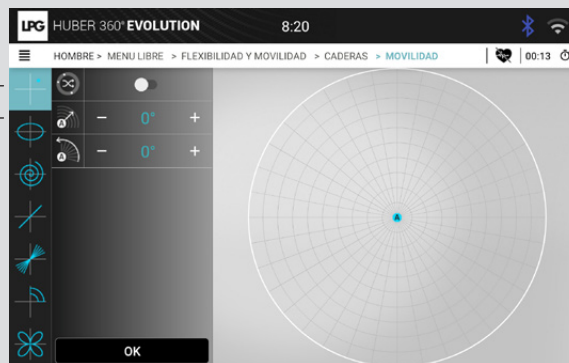 LPG HUBER 360° EVOLUTION 8:20
HOMBRE > MENU LIBRE > FLEXIBILIDAD Y MOVILIDAD > CADERAS > MOVILIDAD 00:13
A − 0° +
A − 0° +
A
OK